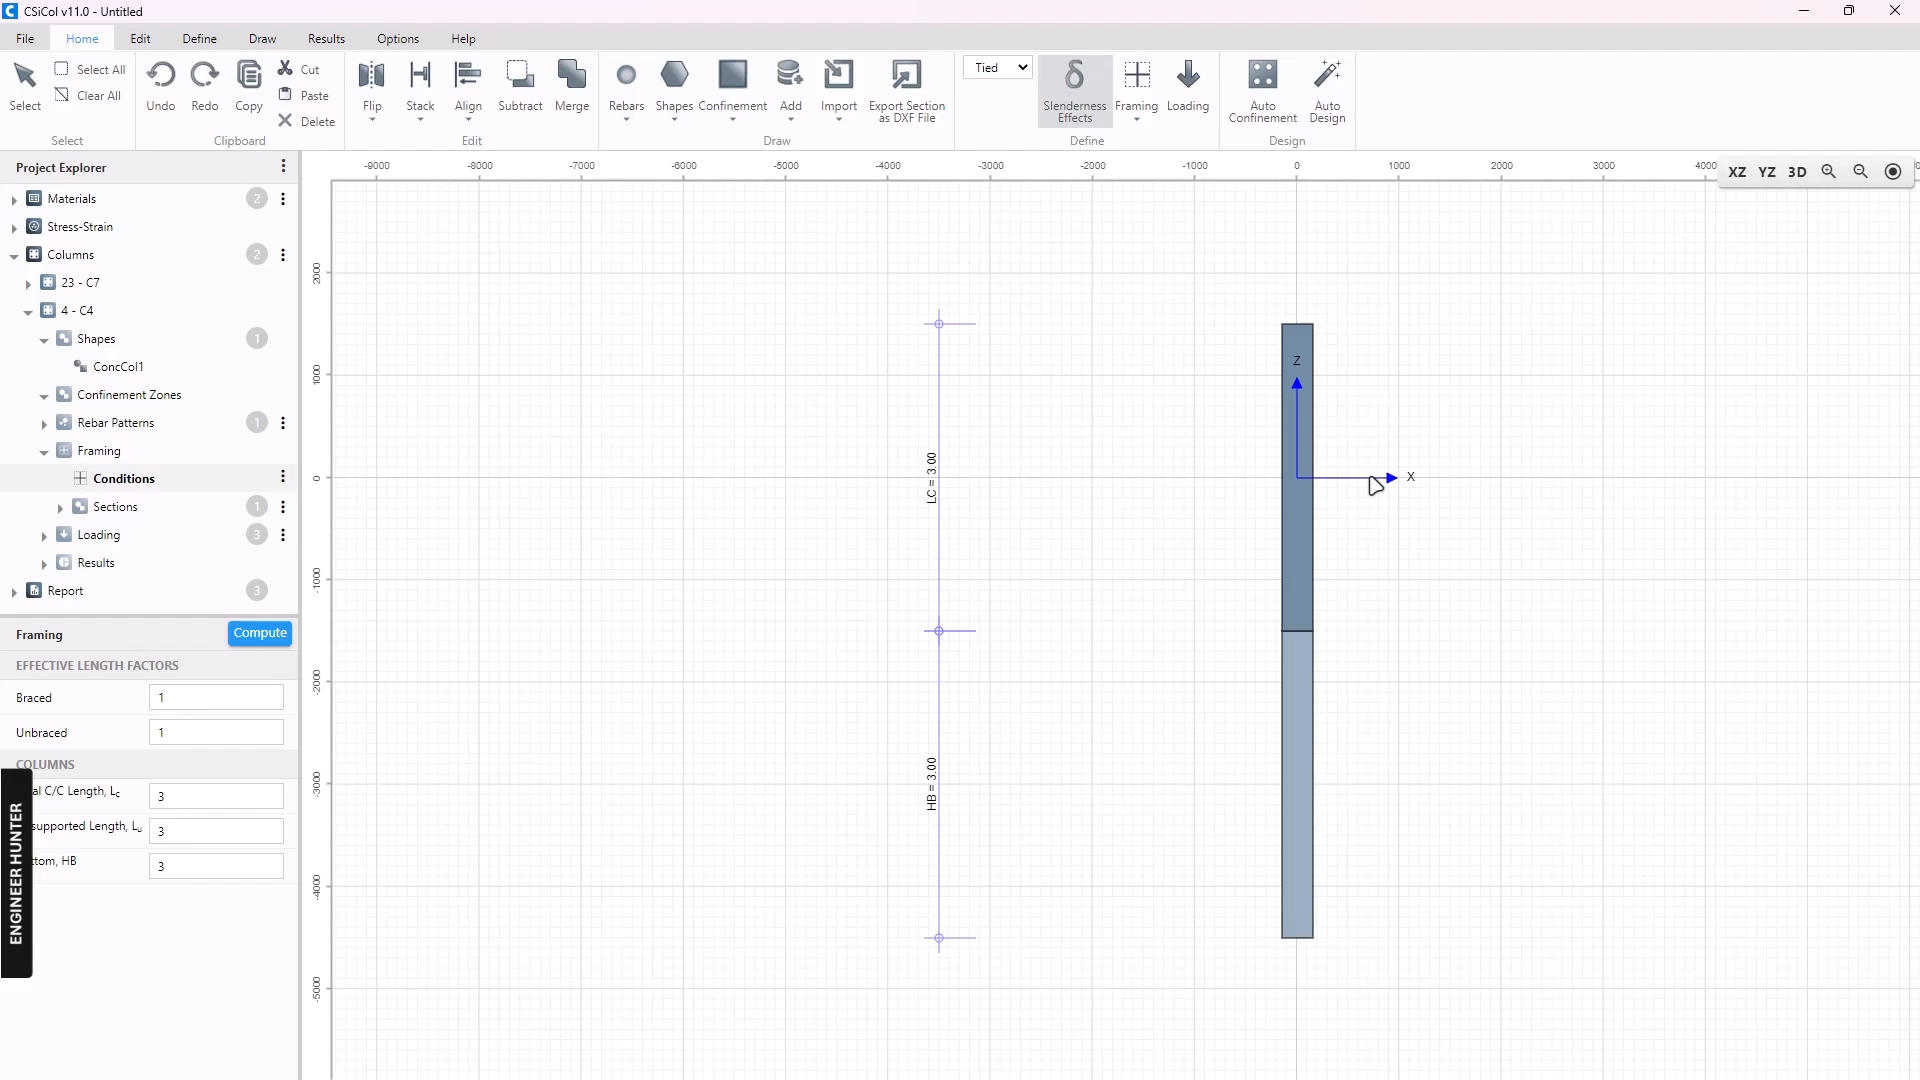 CSiCol v11.0 - Untitled
File Home Edit Define Draw Results Options Help
Select
Select All
Clear All
Select
Undo
Redo
Copy
Cut
Paste
Delete
Clipboard
Flip
Stack
Align
Subtract
Merge
Edit
Rebars
Shapes
Confinement
Add
Import
Export Section
as DXF File
Draw
Tied
Slenderness
Effects
Framing
Loading
Define
Auto
Confinement
Auto
Design
Design
Project Explorer
Materials 2
Stress-Strain
Columns 2
23 - C7
4 - C4
Shapes 1
ConcCol1
Confinement Zones
Rebar Patterns 1
Framing
Conditions
Sections 1
Loading 3
Results
Report 3
Framing Compute
EFFECTIVE LENGTH FACTORS
Braced 1
Unbraced 1
COLUMNS
al C/C Length, Lc 3
supported Length, Lu 3
ttom, HB 3
ENGINEER HUNTER
-9000 -8000 -7000 -6000 -5000 -4000 -3000 -2000 -1000 0 1000 2000 3000 4000
XZ YZ 3D
2000
1000
0
-1000
-2000
-3000
-4000
-5000
LC = 3.00
HB = 3.00
Z
X